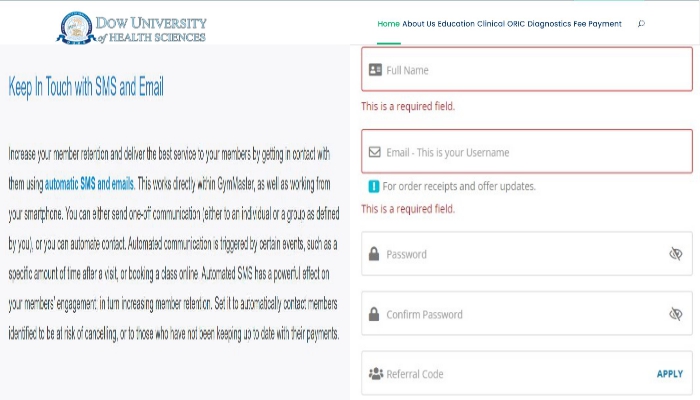 DOW UNIVERSITY
of HEALTH SCIENCES
Home About Us Education Clinical ORIC Diagnostics Fee Payment
Keep In Touch with SMS and Email
Increase your member retention and deliver the best service to your members by getting in contact with
them using automatic SMS and emails. This works directly within GymMaster, as well as working from
your smartphone. You can either send one-off communication (either to an individual or a group as defined
by you), or you can automate contact. Automated communication is triggered by certain events, such as a
specific amount of time after a visit, or booking a class online. Automated SMS has a powerful effect on
your members' engagement: in turn increasing member retention. Set it to automatically contact members
identified to be at risk of cancelling, or to those who have not been keeping up to date with their payments.
Full Name
This is a required field.
Email - This is your Username
For order receipts and offer updates.
This is a required field.
Password
Confirm Password
Referral Code APPLY